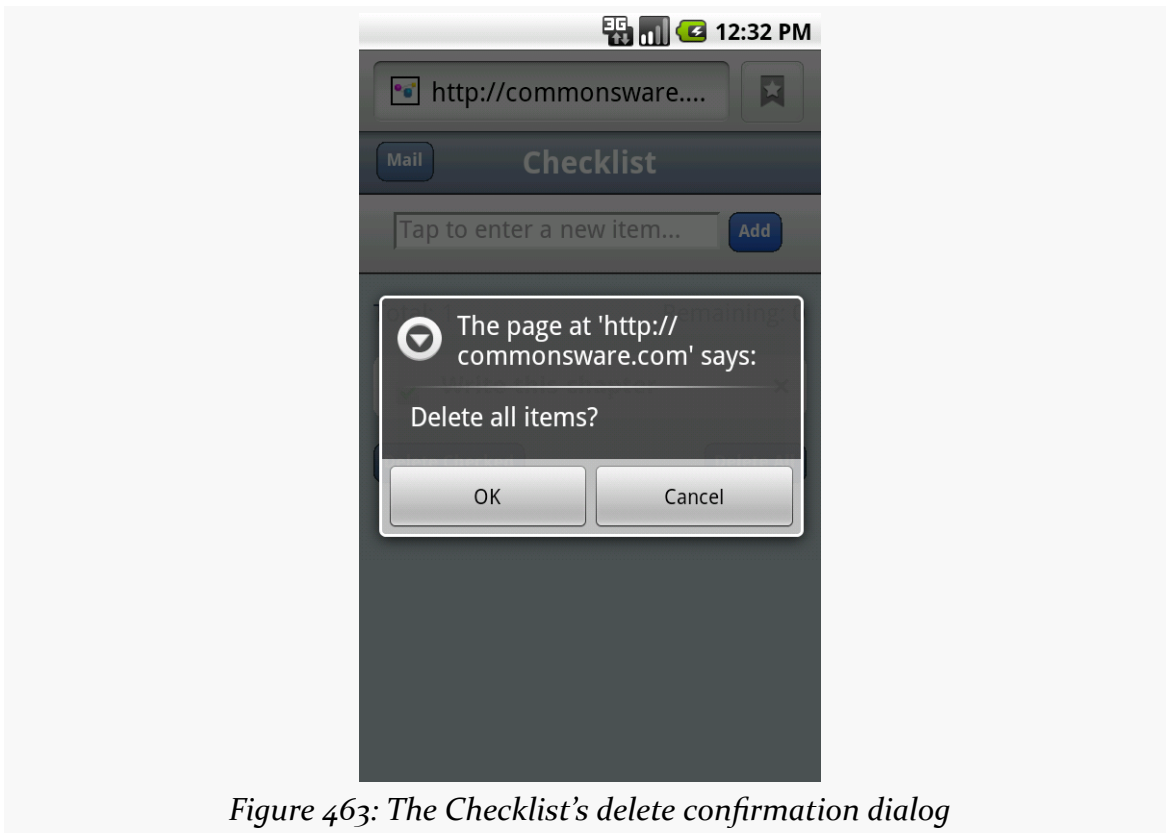 3G 12:32 PM
http://commonsware....
Mail Checklist
Tap to enter a new item... Add
The page at 'http://
commonsware.com' says:
Delete all items?
OK Cancel
Figure 463: The Checklist's delete confirmation dialog